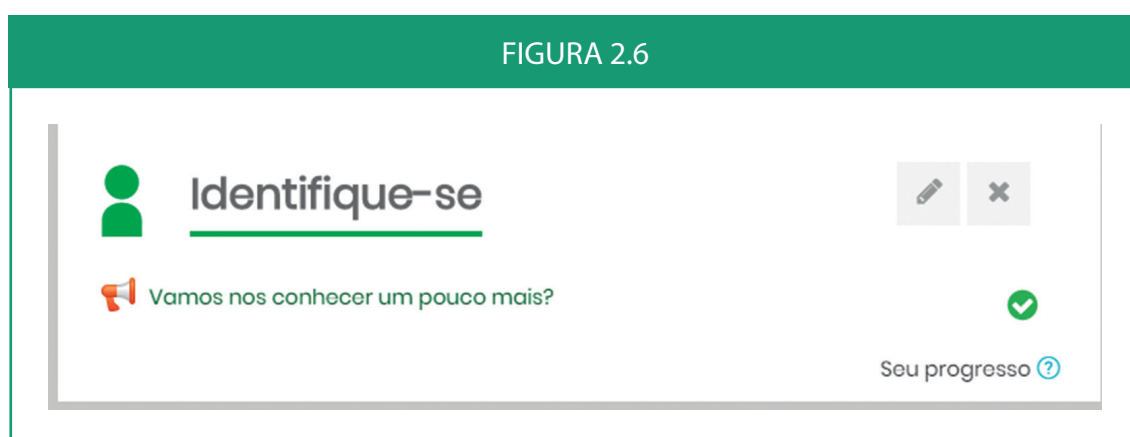 FIGURA 2.6
Identifique-se
Vamos nos conhecer um pouco mais?
Seu progresso